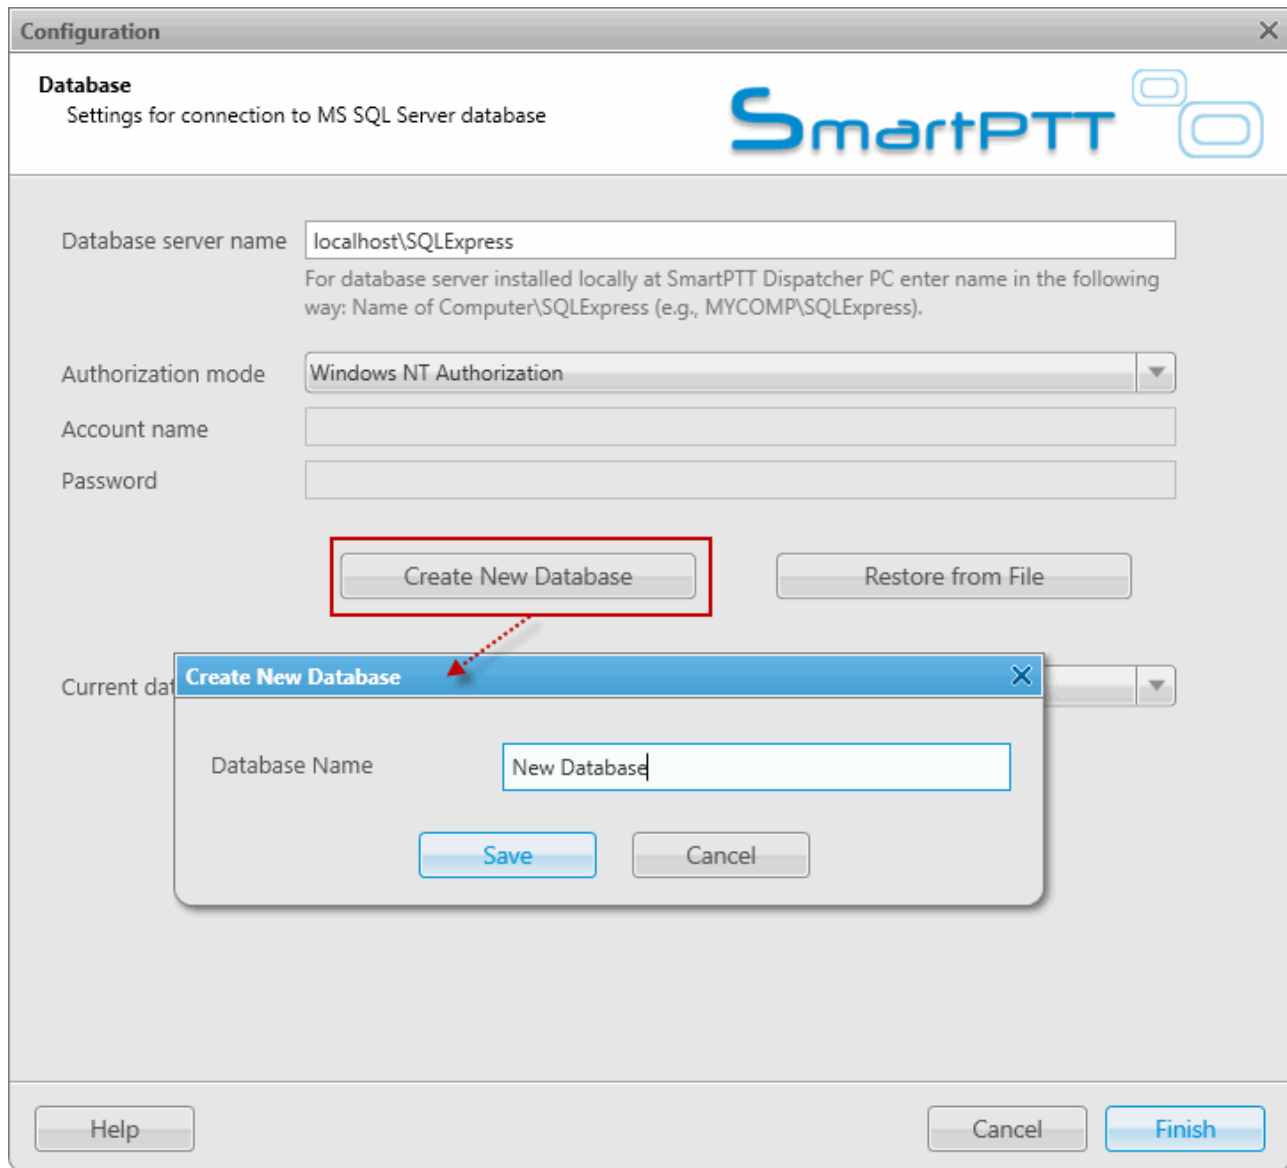 Configuration
Database
Settings for connection to MS SQL Server database
SmartPTT
Database server name
localhost\SQLExpress
For database server installed locally at SmartPTT Dispatcher PC enter name in the following
way: Name of Computer\SQLExpress (e.g., MYCOMP\SQLExpress).
Authorization mode
Windows NT Authorization
Account name
Password
Create New Database
Restore from File
Current dat
Create New Database
Database Name
New Database
Save
Cancel
Help
Cancel
Finish